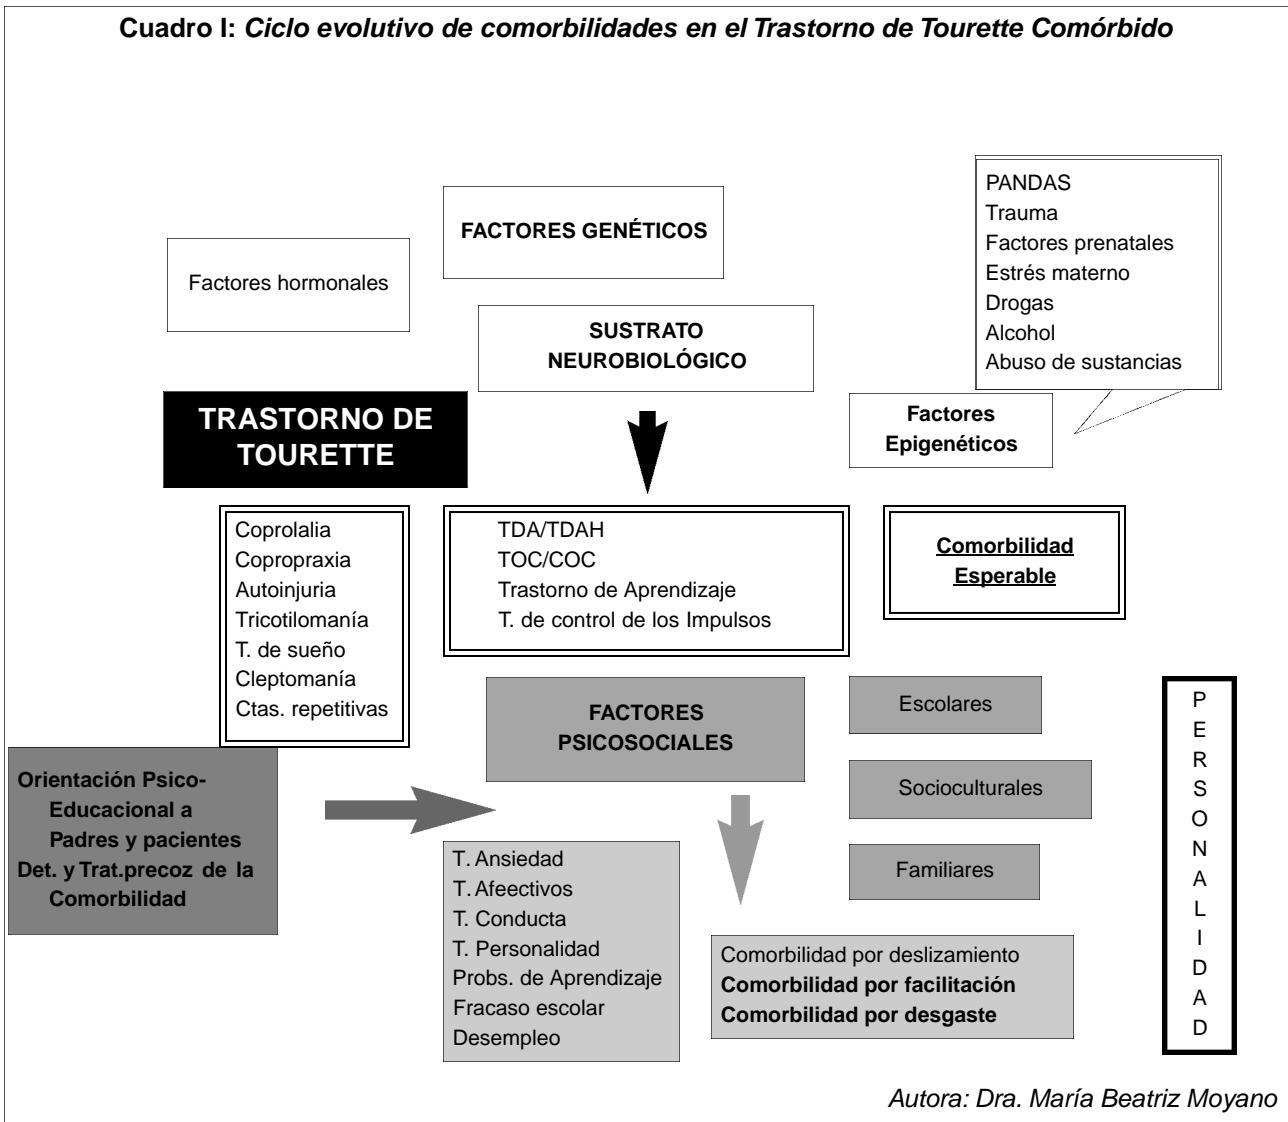 Cuadro I: Ciclo evolutivo de comorbilidades en el Trastorno de Tourette Comórbido
PANDAS
Trauma
Factores prenatales
Estrés materno
Drogas
Alcohol
Abuso de sustancias
FACTORES GENÉTICOS
Factores hormonales
SUSTRATO
NEUROBIOLÓGICO
TRASTORNO DE
TOURETTE
Factores
Epigenéticos
Coprolalia
Copropraxia
Autoinjuria
Tricotilomanía
T. de sueño
Cleptomanía
Ctas. repetitivas
TDA/TDAH
TOC/COC
Trastorno de Aprendizaje
T. de control de los Impulsos
Comorbilidad
Esperable
FACTORES
PSICOSOCIALES
Escolares
Socioculturales
Familiares
P
E
R
S
O
N
A
L
I
D
A
D
Orientación Psico-
Educacional a
Padres y pacientes
Det. y Trat.precoz de la
Comorbilidad
T. Ansiedad
T. Afeectivos
T. Conducta
T. Personalidad
Probs. de Aprendizaje
Fracaso escolar
Desempleo
Comorbilidad por deslizamiento
Comorbilidad por facilitación
Comorbilidad por desgaste
Autora: Dra. María Beatriz Moyano